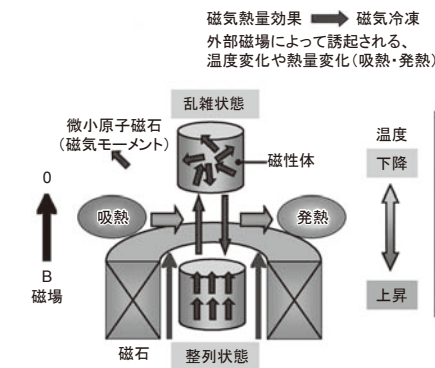 磁気熱量効果 磁気冷凍
外部磁場によって誘起される、
温度変化や熱量変化(吸熱・発熱)
乱雑状態
微小原子磁石
(磁気モーメント)
磁性体
温度
下降
0
吸熱
発熱
B
磁場
上昇
磁石
整列状態